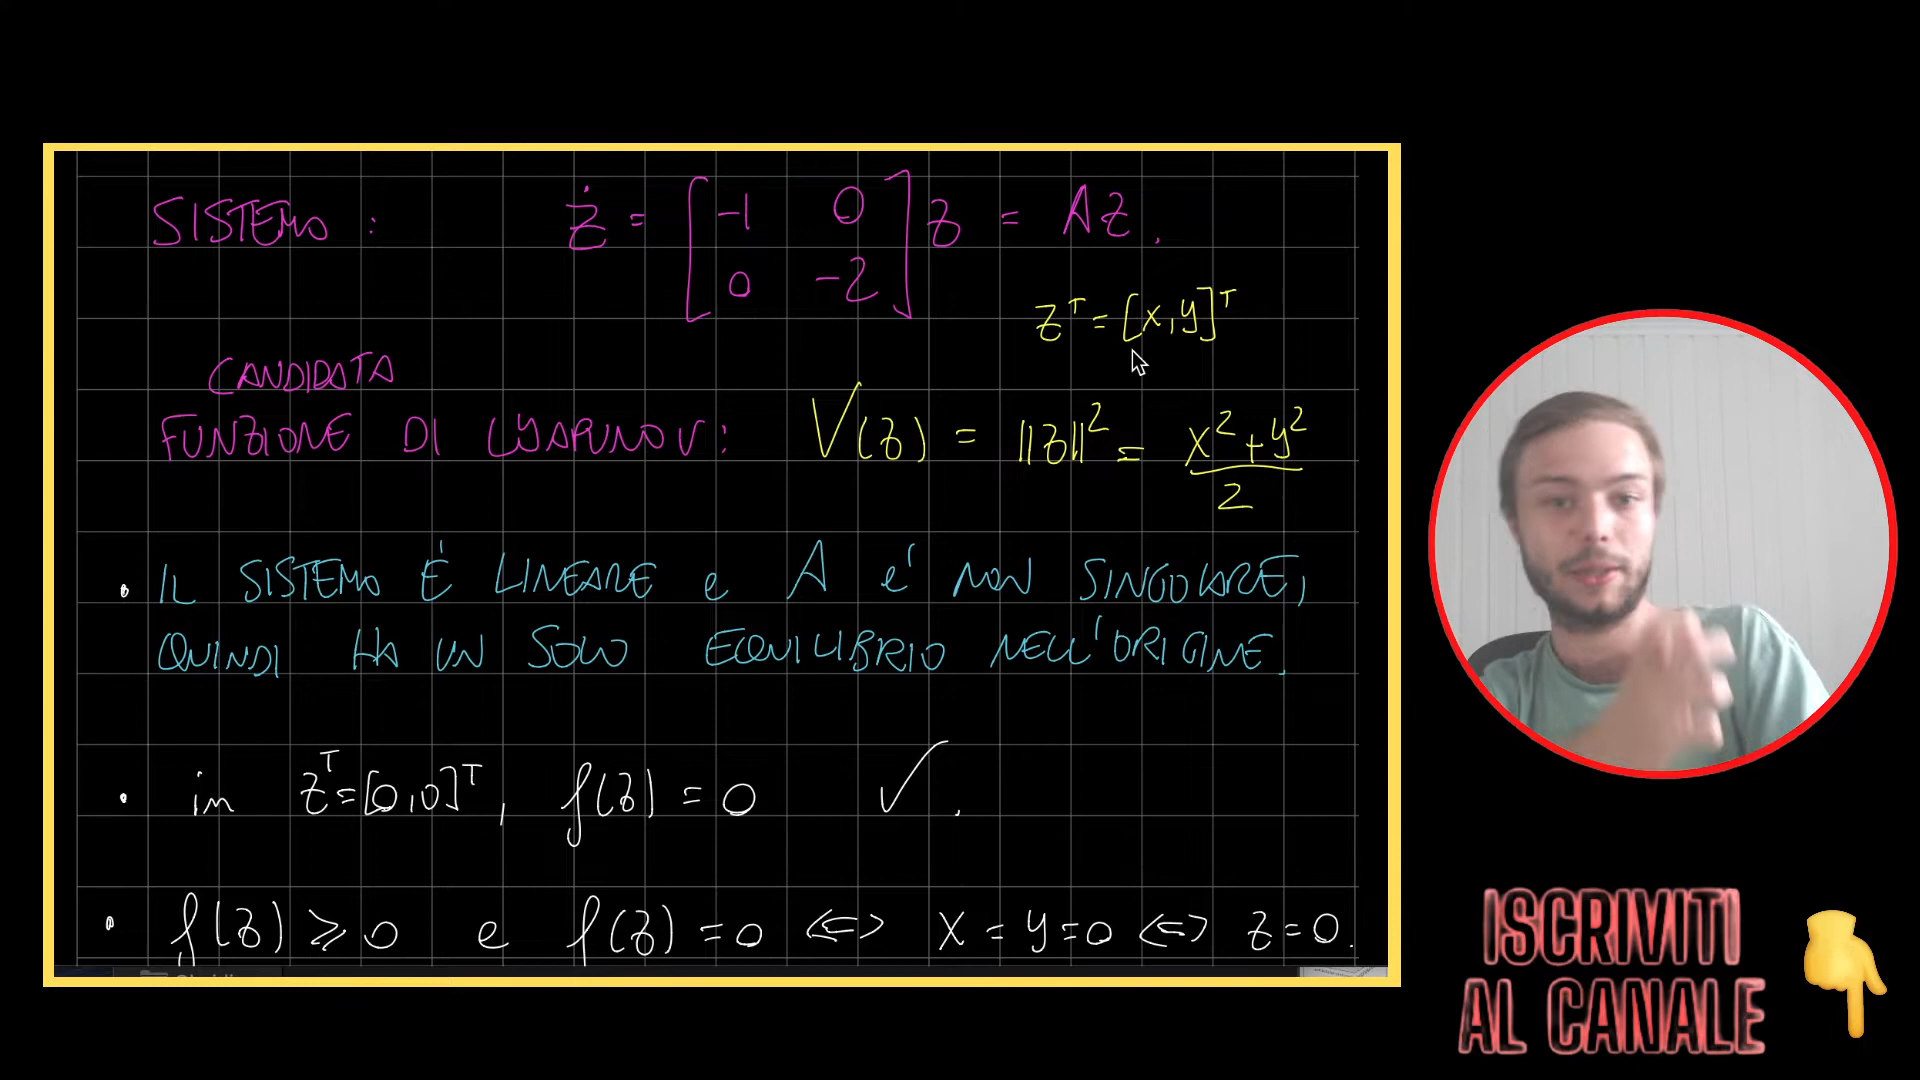 SISTEMA : ż = [-1 0 0 -2] z = Az.
z^T = [x, y]^T
CANDIDATA
FUNZIONE DI LYAPUNOV: V(z) = ||z||^2 = (x^2+y^2)/2
• IL SISTEMA È LINEARE e A e' NON SINGOLARE,
QUINDI HA UN SOLO EQUILIBRIO NELL'ORIGINE.
• in z^T=[0,0]^T, f(z) = 0 ✓.
• f(z) ⩾ 0 e f(z) = 0 <=> x = y = 0 <=> z = 0.
ISCRIVITI
AL CANALE